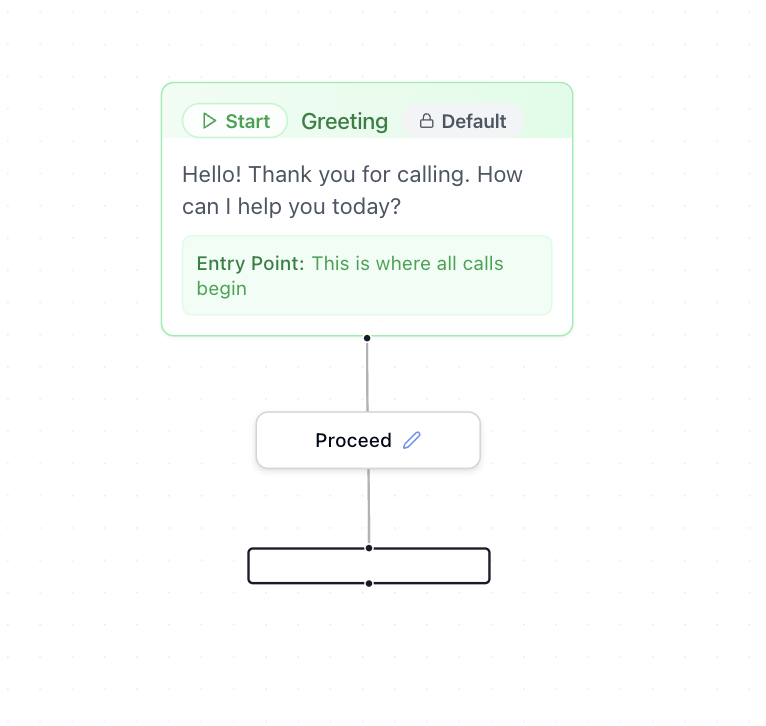 Start Greeting Default
Hello! Thank you for calling. How
can I help you today?
Entry Point: This is where all calls
begin
Proceed